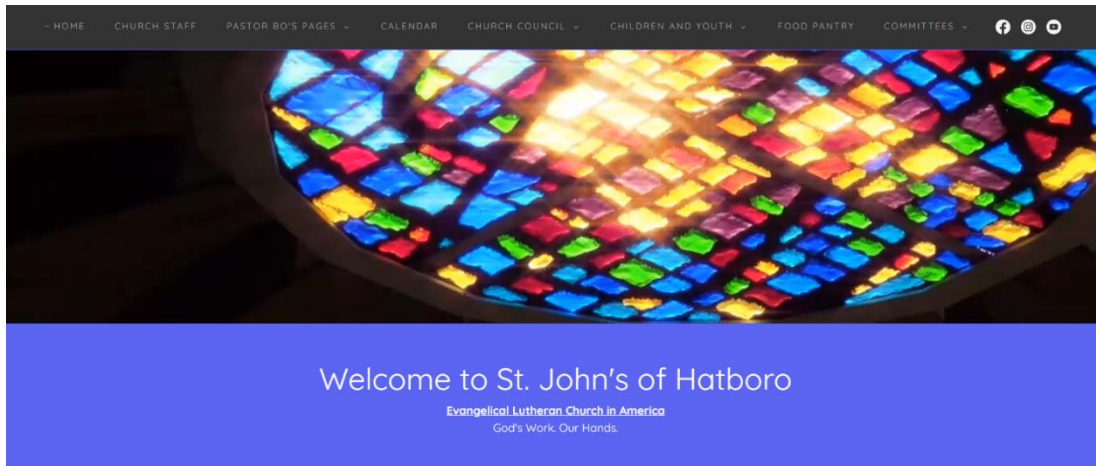 – HOME CHURCH STAFF PASTOR BO'S PAGES CALENDAR CHURCH COUNCIL CHILDREN AND YOUTH FOOD PANTRY COMMITTEES
Welcome to St. John's of Hatboro
Evangelical Lutheran Church in America
God's Work. Our Hands.